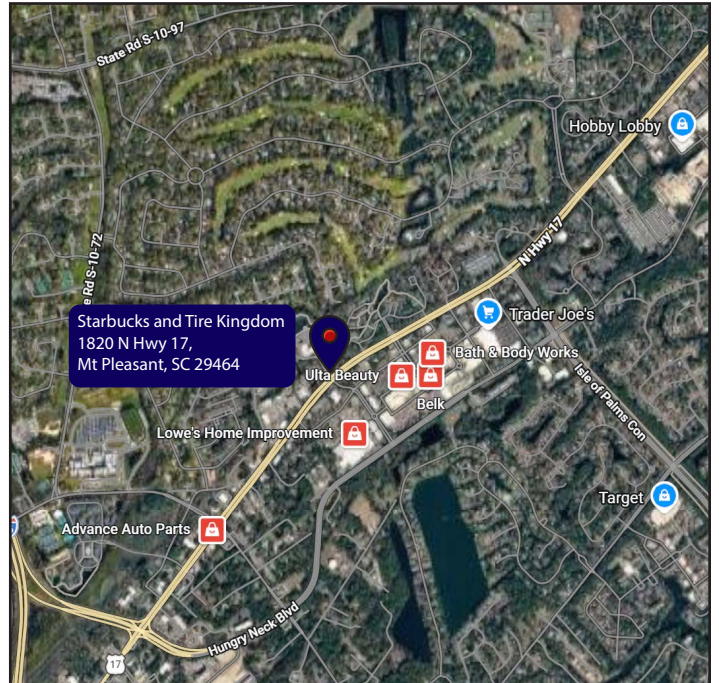 State Rd S-10-97
Hobby Lobby
N Hwy 17
e Rd S-10-72
Starbucks and Tire Kingdom
1820 N Hwy 17,
Mt Pleasant, SC 29464
Trader Joe's
Bath & Body Works
Ulta Beauty
Belk
Isle of Palms Con
Lowe's Home Improvement
Target
Advance Auto Parts
Hungry Neck Blvd
17